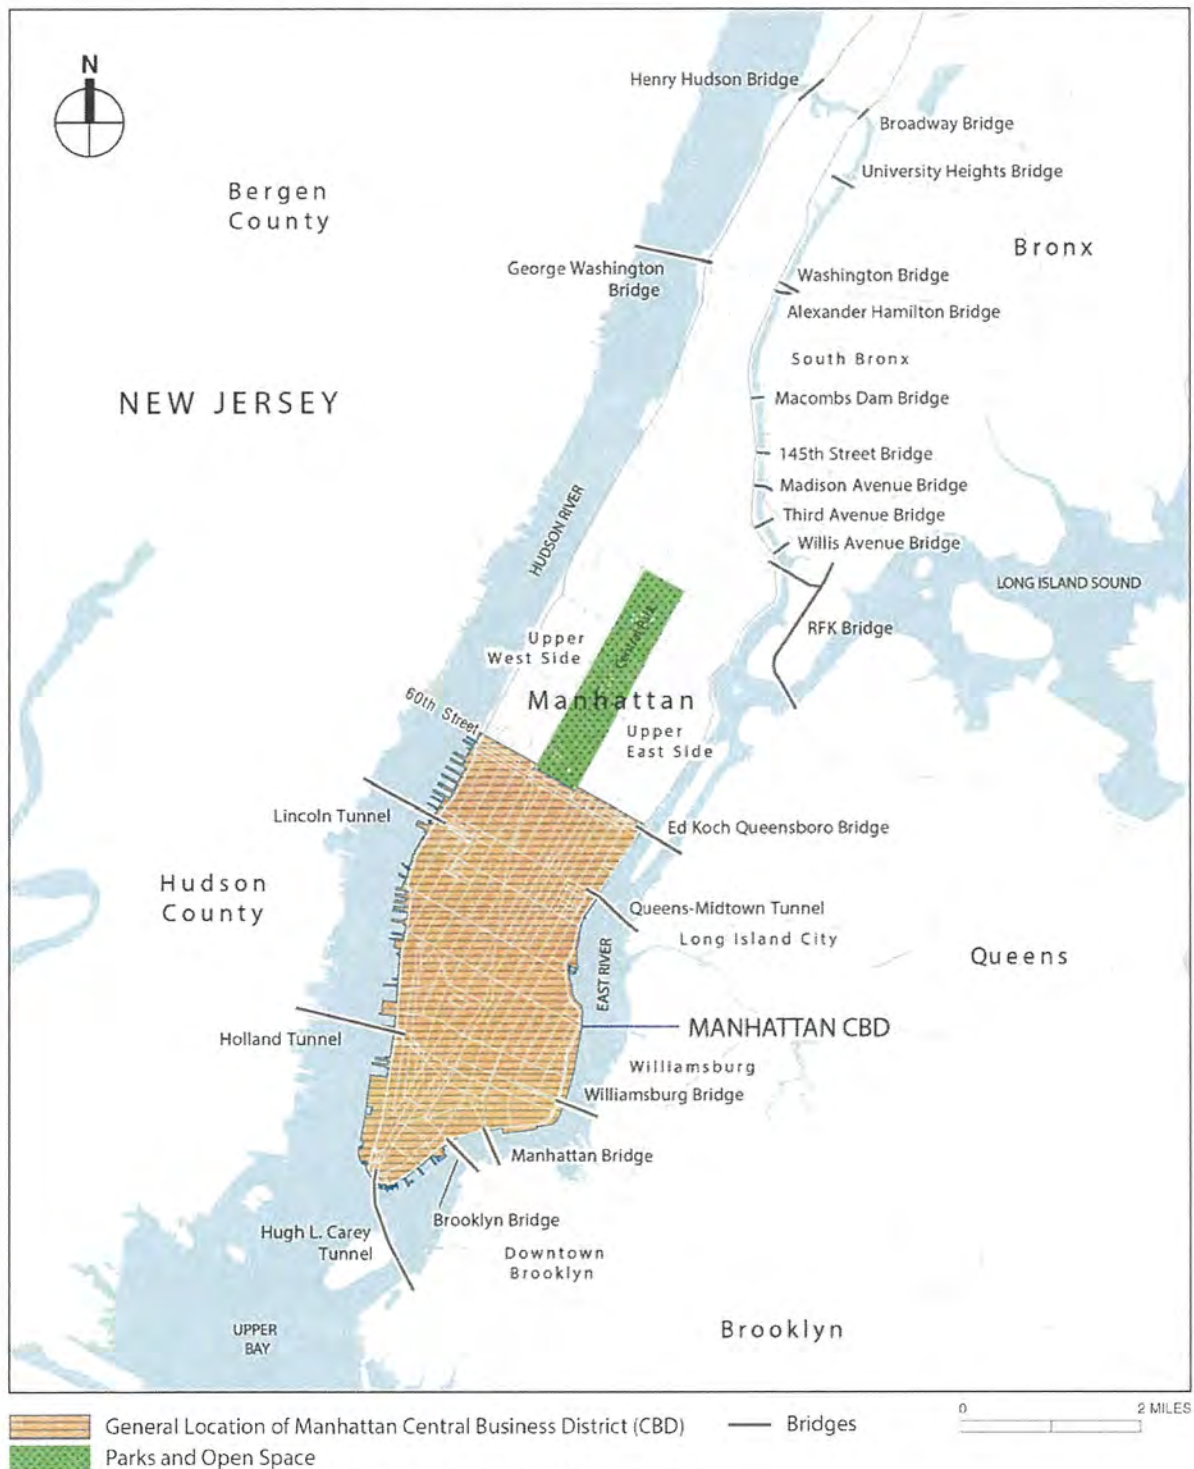 N
Henry Hudson Bridge
Broadway Bridge
University Heights Bridge
Bergen
County
Bronx
George Washington
Bridge
Washington Bridge
Alexander Hamilton Bridge
South Bronx
NEW JERSEY
Macombs Dam Bridge
145th Street Bridge
Madison Avenue Bridge
Third Avenue Bridge
Willis Avenue Bridge
HUDSON RIVER
LONG ISLAND SOUND
RFK Bridge
Upper
West Side
Central Park
Manhattan
60th Street
Upper
East Side
Lincoln Tunnel
Ed Koch Queensboro Bridge
Hudson
County
Queens-Midtown Tunnel
Long Island City
Queens
EAST RIVER
MANHATTAN CBD
Holland Tunnel
Williamsburg
Williamsburg Bridge
Manhattan Bridge
Brooklyn Bridge
Hugh L. Carey
Tunnel
Downtown
Brooklyn
UPPER
BAY
Brooklyn
General Location of Manhattan Central Business District (CBD)
Bridges
0 2 MILES
Parks and Open Space